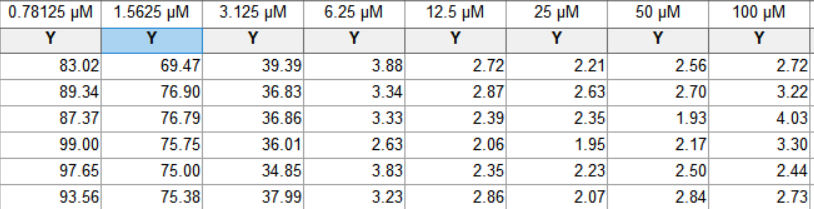 0.78125 µM 1.5625 µM 3.125 µM 6.25 µM 12.5 µM 25 µM 50 µM 100 µM
Y Y Y Y Y Y Y Y
83.02 69.47 39.39 3.88 2.72 2.21 2.56 2.72
89.34 76.90 36.83 3.34 2.87 2.63 2.70 3.22
87.37 76.79 36.86 3.33 2.39 2.35 1.93 4.03
99.00 75.75 36.01 2.63 2.06 1.95 2.17 3.30
97.65 75.00 34.85 3.83 2.35 2.23 2.50 2.44
93.56 75.38 37.99 3.23 2.86 2.07 2.84 2.73